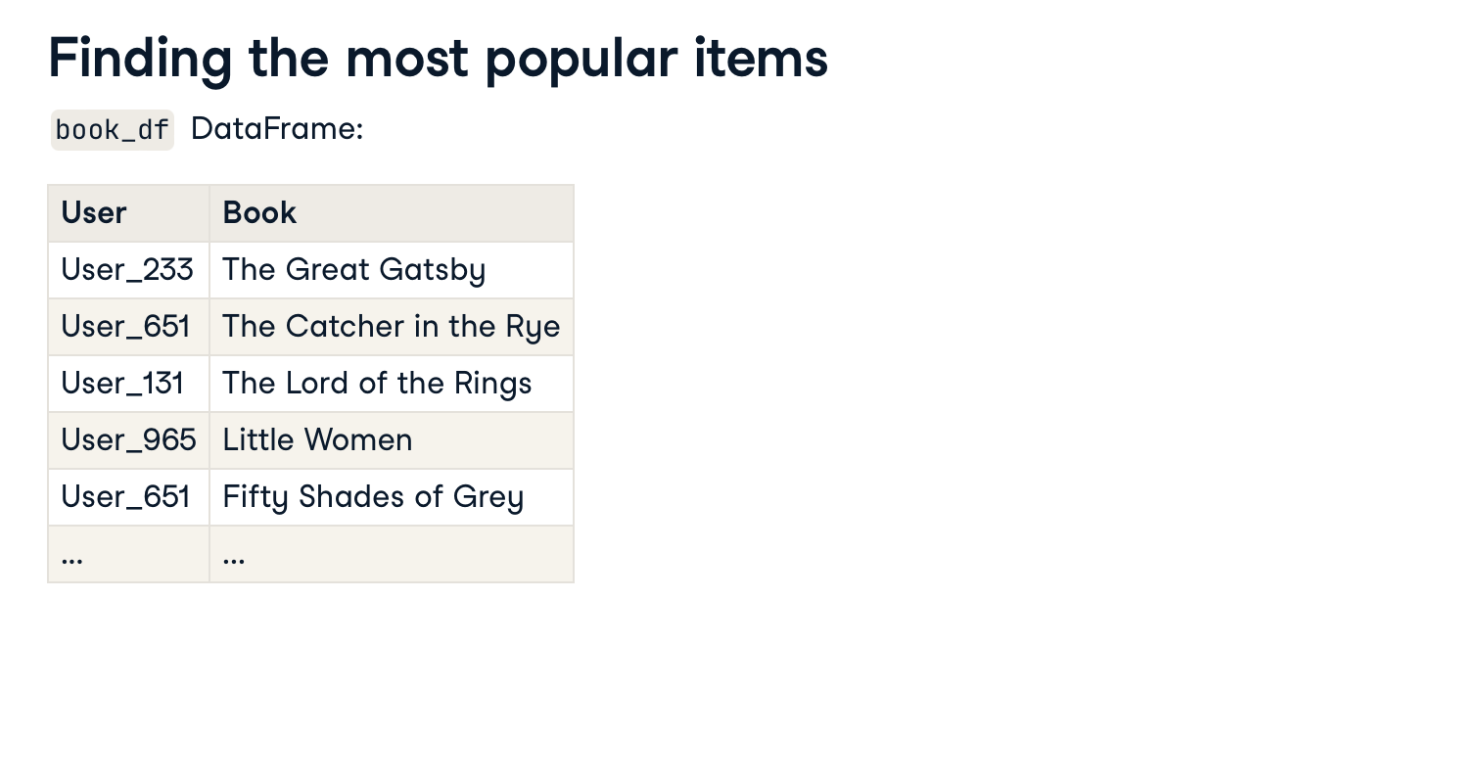 Finding the most popular items
book_df DataFrame:
User Book
User_233 The Great Gatsby
User_651 The Catcher in the Rye
User_131 The Lord of the Rings
User_965 Little Women
User_651 Fifty Shades of Grey
... ...